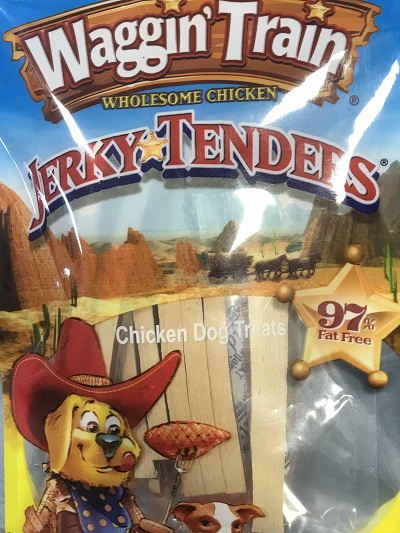 Waggin' Train
®
WHOLESOME CHICKEN
JERKY TENDERS®
97%
Fat Free
Chicken Dog Treats